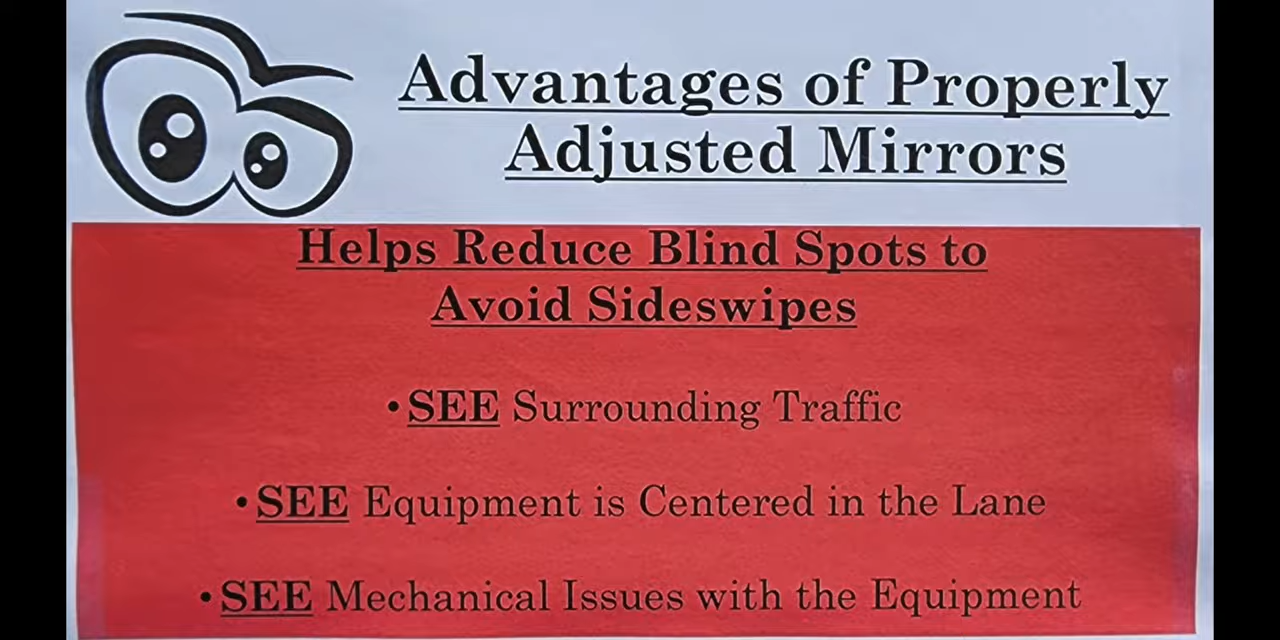 Advantages of Properly
Adjusted Mirrors
Helps Reduce Blind Spots to
Avoid Sideswipes
•SEE Surrounding Traffic
•SEE Equipment is Centered in the Lane
•SEE Mechanical Issues with the Equipment